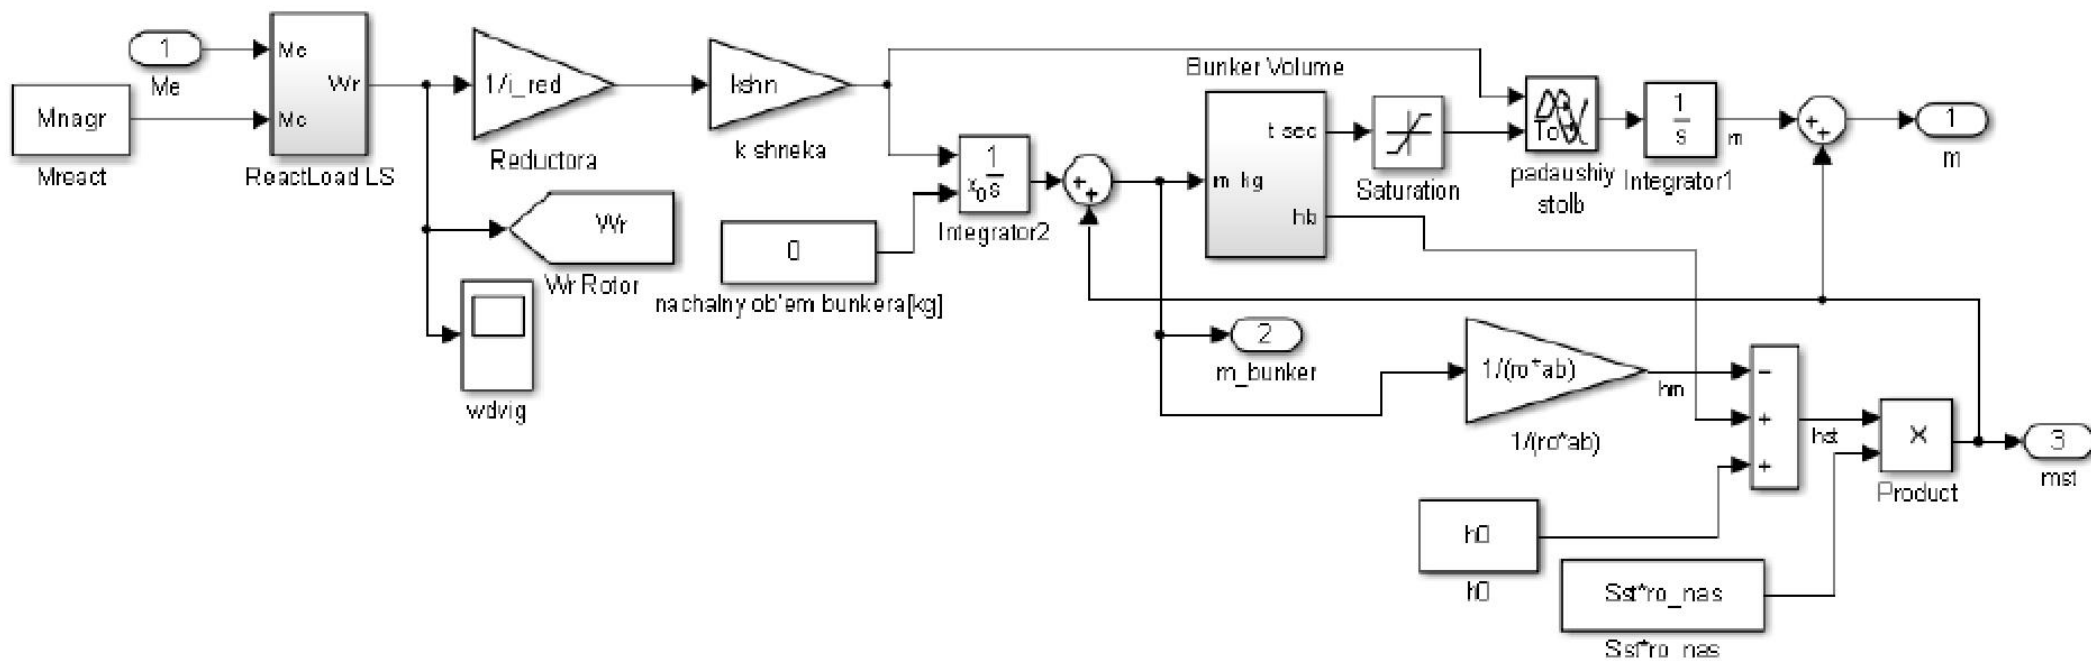 1
Me
Mnagr
Mreact
Me
Mc
Wr
ReactLoad LS
1/i_red
Reductora
kshn
k shneka
Wr
Wr Rotor
wdvig
0
nachalny ob'em bunkera[kg]
1
s
x0
Integrator2
+
+
Bunker Volume
m kg
t sec
hb
Saturation
To
padaushiy
stolb
1
s
Integrator1
m
+
+
1
m
2
m_bunker
1/(ro*ab)
1/(ro*ab)
hm
−
+
+
hst
h0
h0
Sst*ro_nas
Sst*ro_nas
×
Product
3
mst